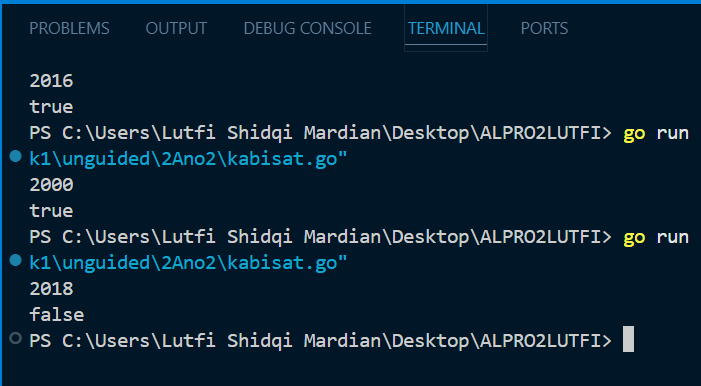 PROBLEMS OUTPUT DEBUG CONSOLE TERMINAL PORTS
2016
true
PS C:\Users\Lutfi Shidqi Mardian\Desktop\ALPRO2LUTFI> go run
k1\unguided\2Ano2\kabisat.go"
2000
true
PS C:\Users\Lutfi Shidqi Mardian\Desktop\ALPRO2LUTFI> go run
k1\unguided\2Ano2\kabisat.go"
2018
false
PS C:\Users\Lutfi Shidqi Mardian\Desktop\ALPRO2LUTFI>